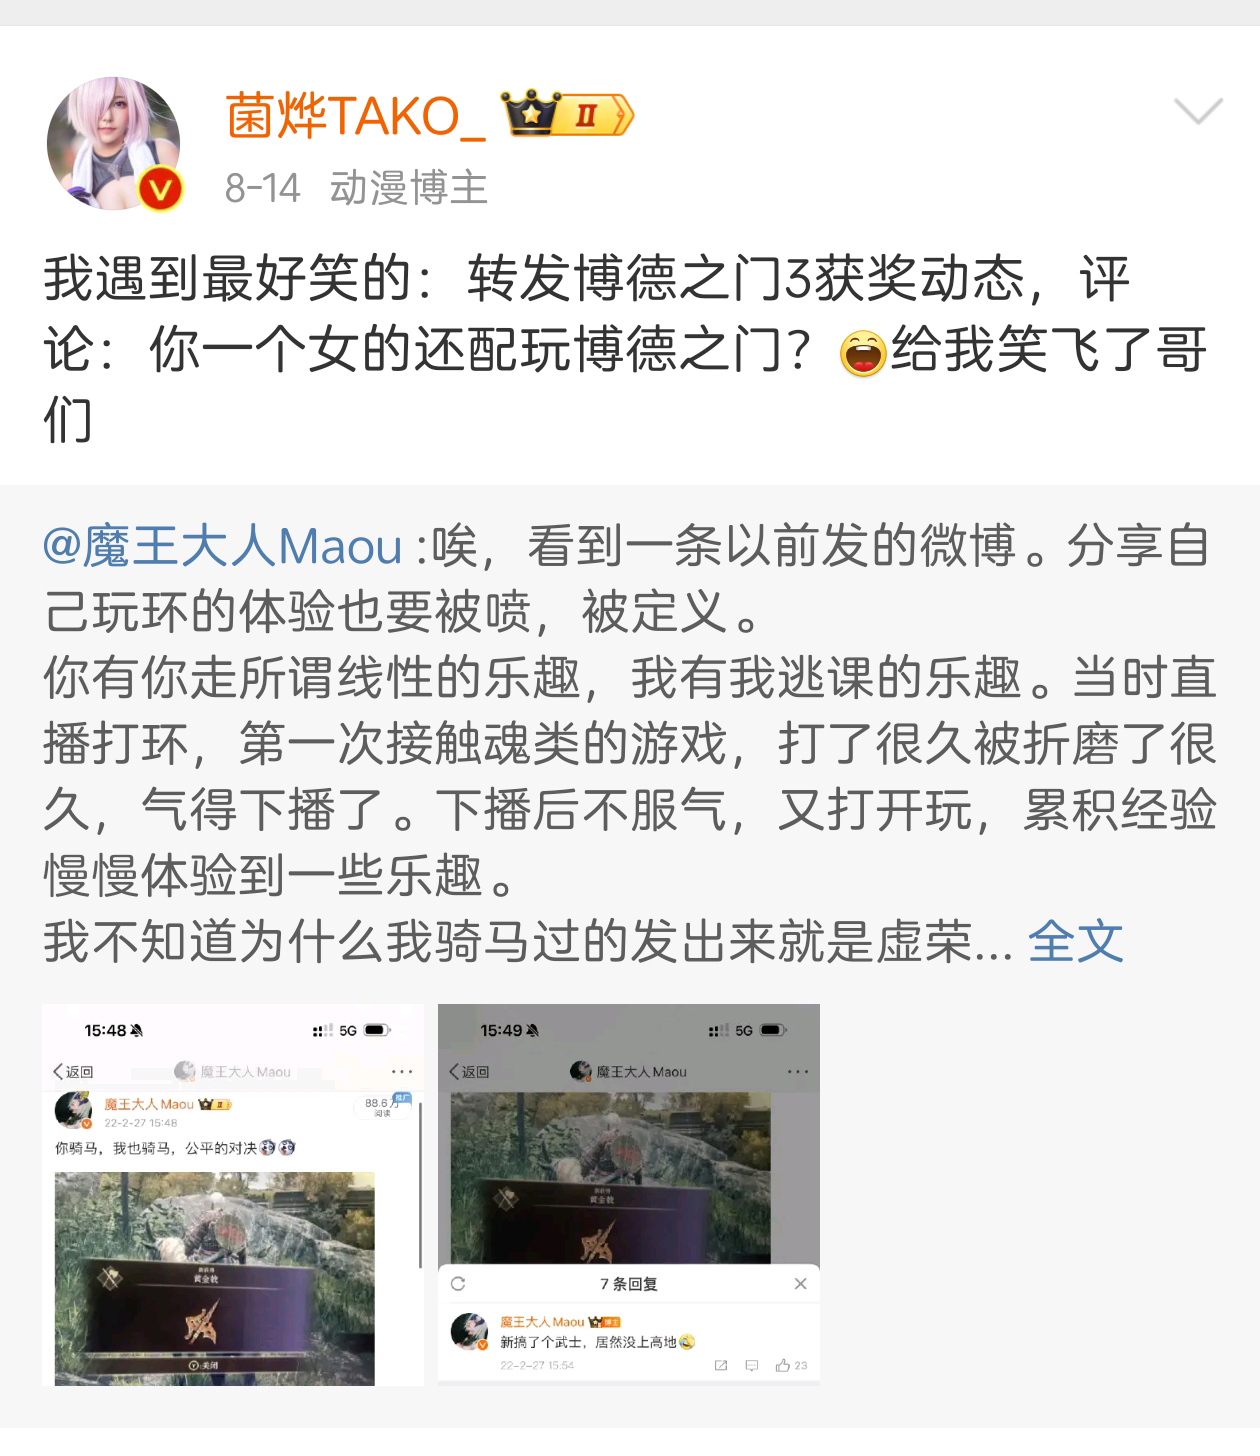 菌烨TAKO_ II
8-14 动漫博主
我遇到最好笑的：转发博德之门3获奖动态，评
论：你一个女的还配玩博德之门？给我笑飞了哥
们
@魔王大人Maou :唉，看到一条以前发的微博。分享自
己玩环的体验也要被喷，被定义。
你有你走所谓线性的乐趣，我有我逃课的乐趣。当时直
播打环，第一次接触魂类的游戏，打了很久被折磨了很
久，气得下播了。下播后不服气，又打开玩，累积经验
慢慢体验到一些乐趣。
我不知道为什么我骑马过的发出来就是虚荣... 全文
15:48 5G
返回 魔王大人Maou ...
魔王大人Maou II
88.6万 推广
阅读
22-2-27 15:48
你骑马，我也骑马，公平的对决
黄金戟
Y:关闭
15:49 5G
返回 魔王大人Maou ...
黄金戟
7 条回复
魔王大人Maou 博主
新搞了个武士，居然没上高地
22-2-27 15:54 23